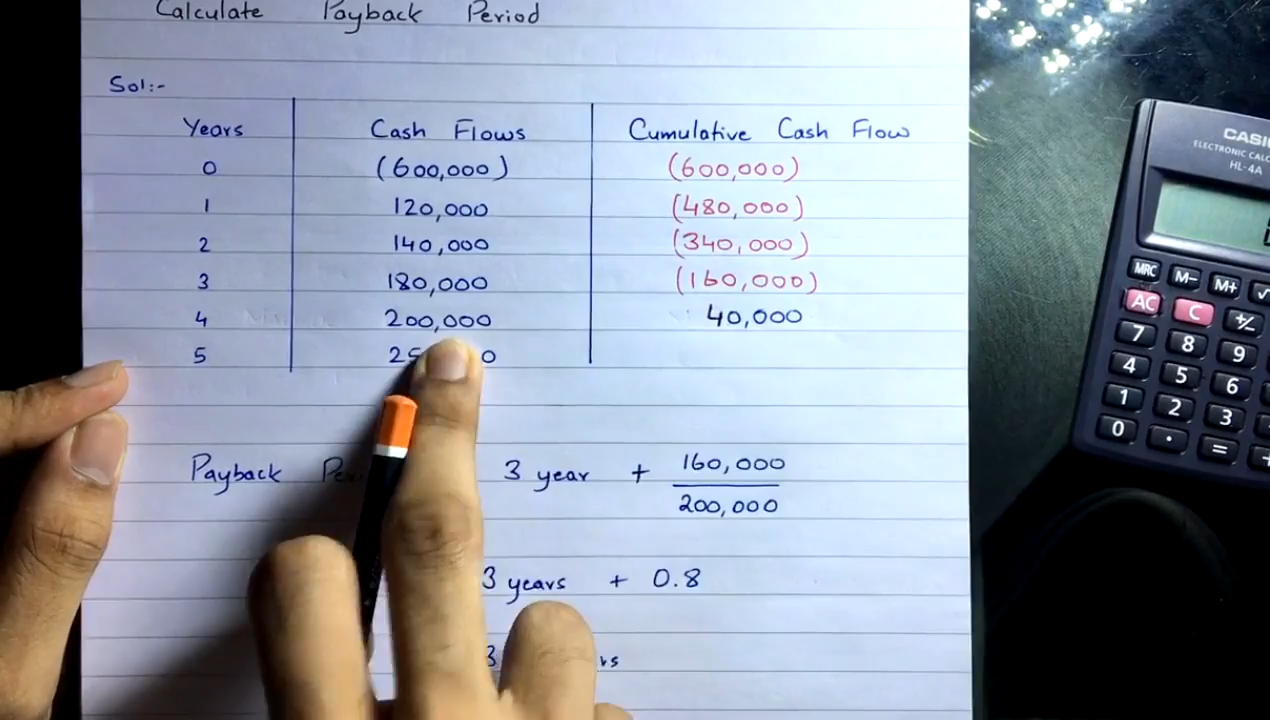 Calculate Payback Period
Sol:-
Years Cash Flows Cumulative Cash Flow
0 (600,000) (600,000)
1 120,000 (480,000)
2 140,000 (340,000)
3 180,000 (160,000)
4 200,000 40,000
5
Payback 3 year + 160,000
200,000
3 years + 0.8
3
CASI
ELECTRONIC CALC
HL-4A
MRC M- M+ √
AC C +/-
7 8 9
4 5 6
1 2 3
0 . = +